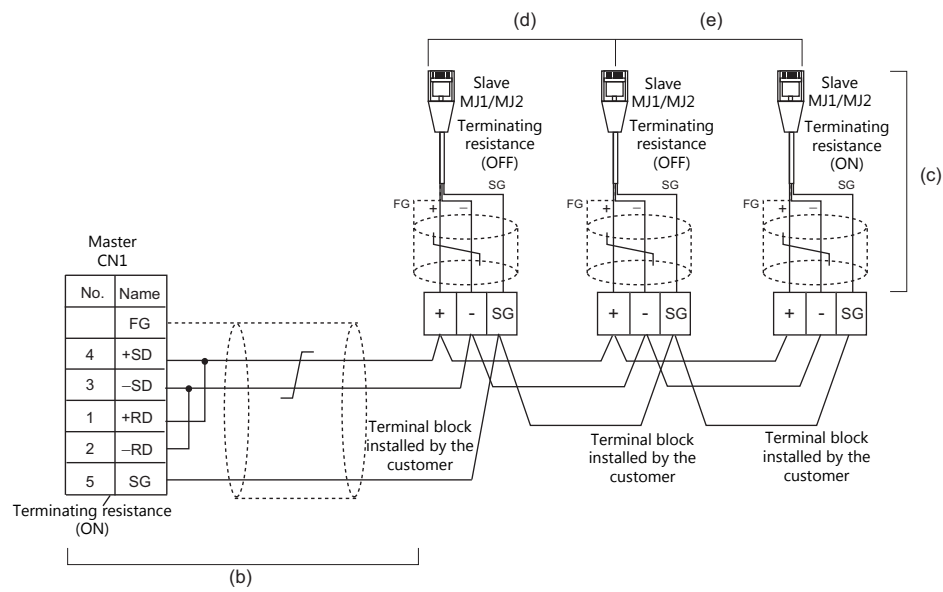 (d)
(e)
Slave
MJ1/MJ2
Terminating
resistance
(OFF)
SG
FG
+
−
Slave
MJ1/MJ2
Terminating
resistance
(OFF)
SG
FG
+
−
Slave
MJ1/MJ2
Terminating
resistance
(ON)
SG
FG
+
−
(c)
Master
CN1
No. Name
FG
4 +SD
3 −SD
1 +RD
2 −RD
5 SG
Terminating resistance
(ON)
+ - SG
+ - SG
+ - SG
Terminal block
installed by the
customer
Terminal block
installed by the
customer
Terminal block
installed by the
customer
(b)